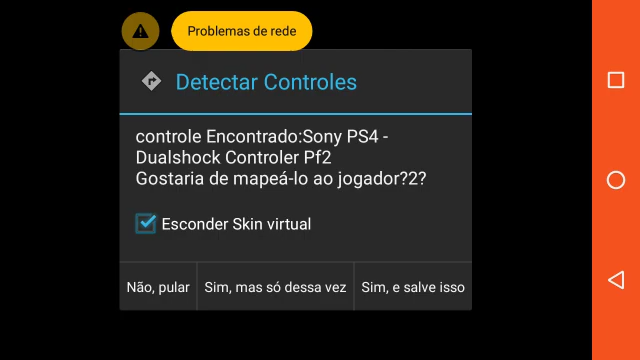 Problemas de rede
Detectar Controles
controle Encontrado:Sony PS4 -
Dualshock Controler Pf2
Gostaria de mapeá-lo ao jogador?2?
Esconder Skin virtual
Não, pular
Sim, mas só dessa vez
Sim, e salve isso